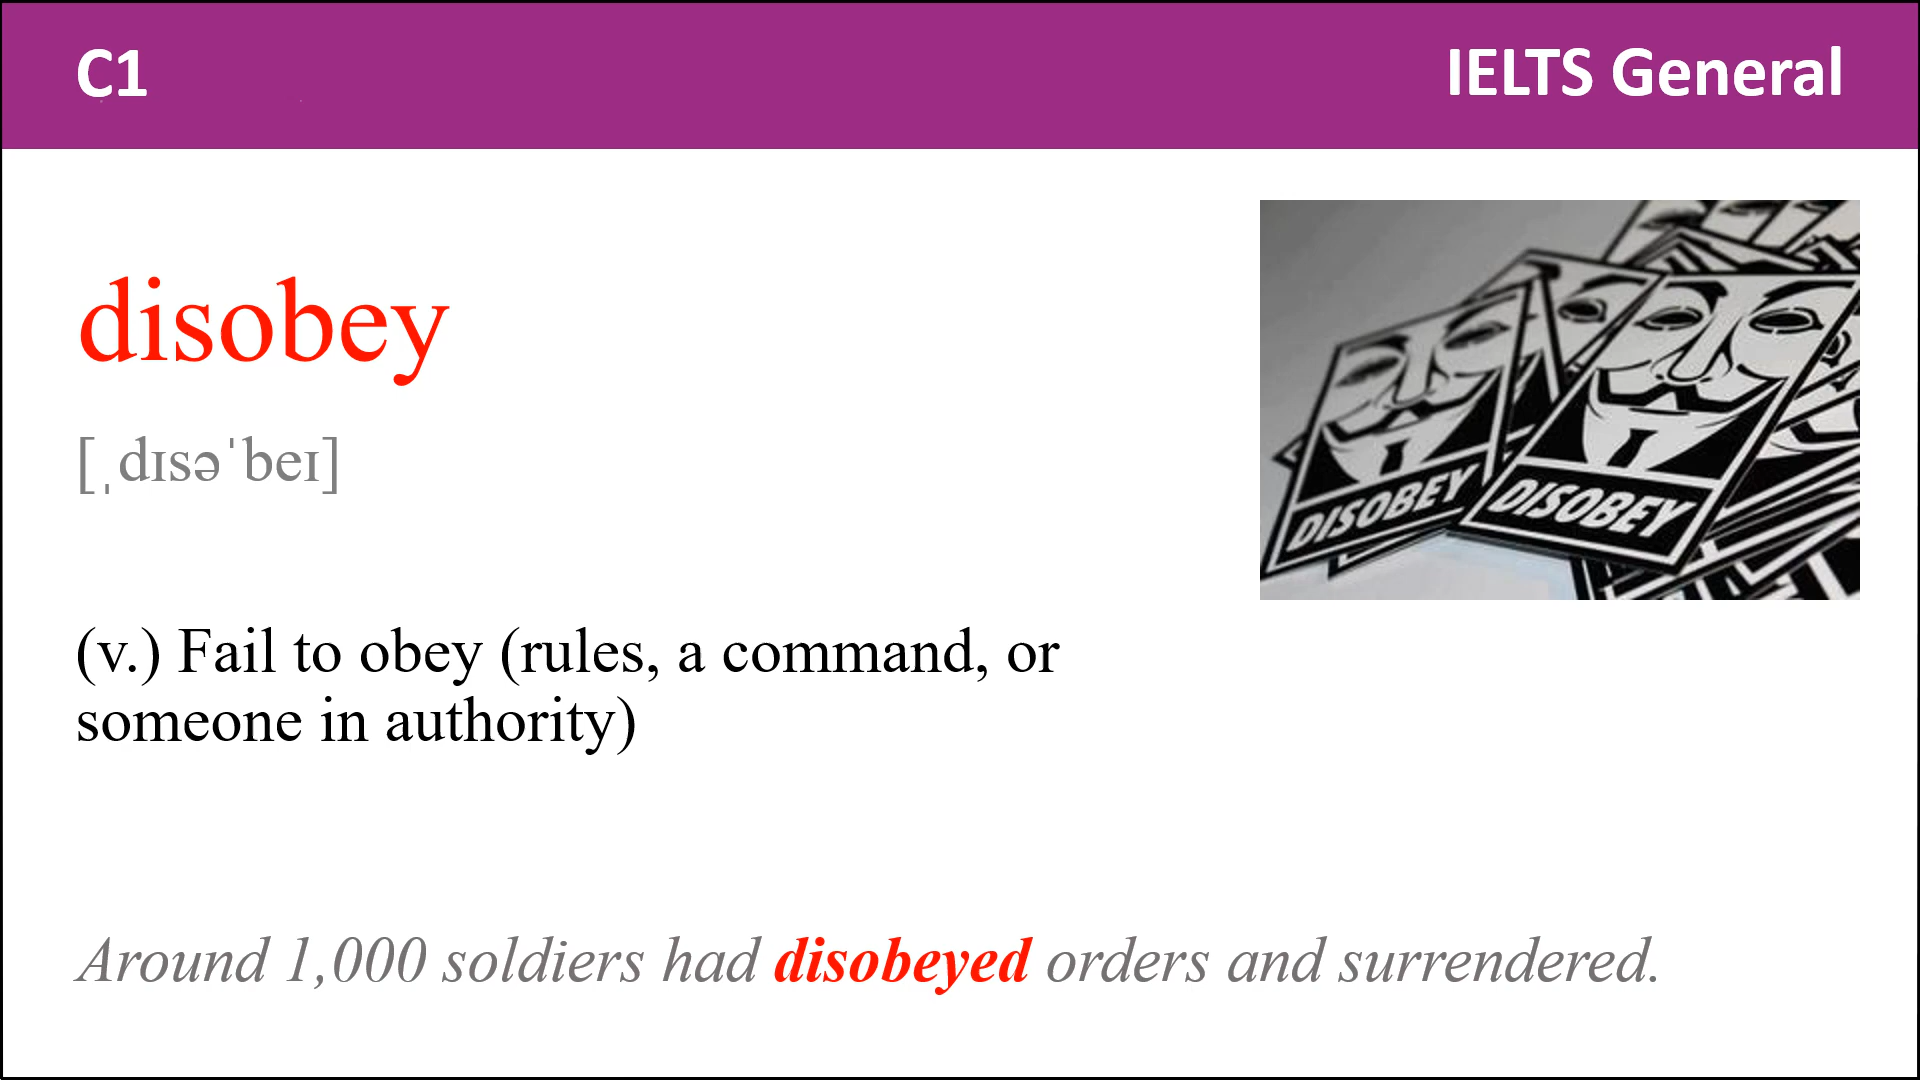 C1
IELTS General
disobey
[ˌdɪsəˈbeɪ]
DISOBEY
DISOBEY
(v.) Fail to obey (rules, a command, or
someone in authority)
Around 1,000 soldiers had disobeyed orders and surrendered.